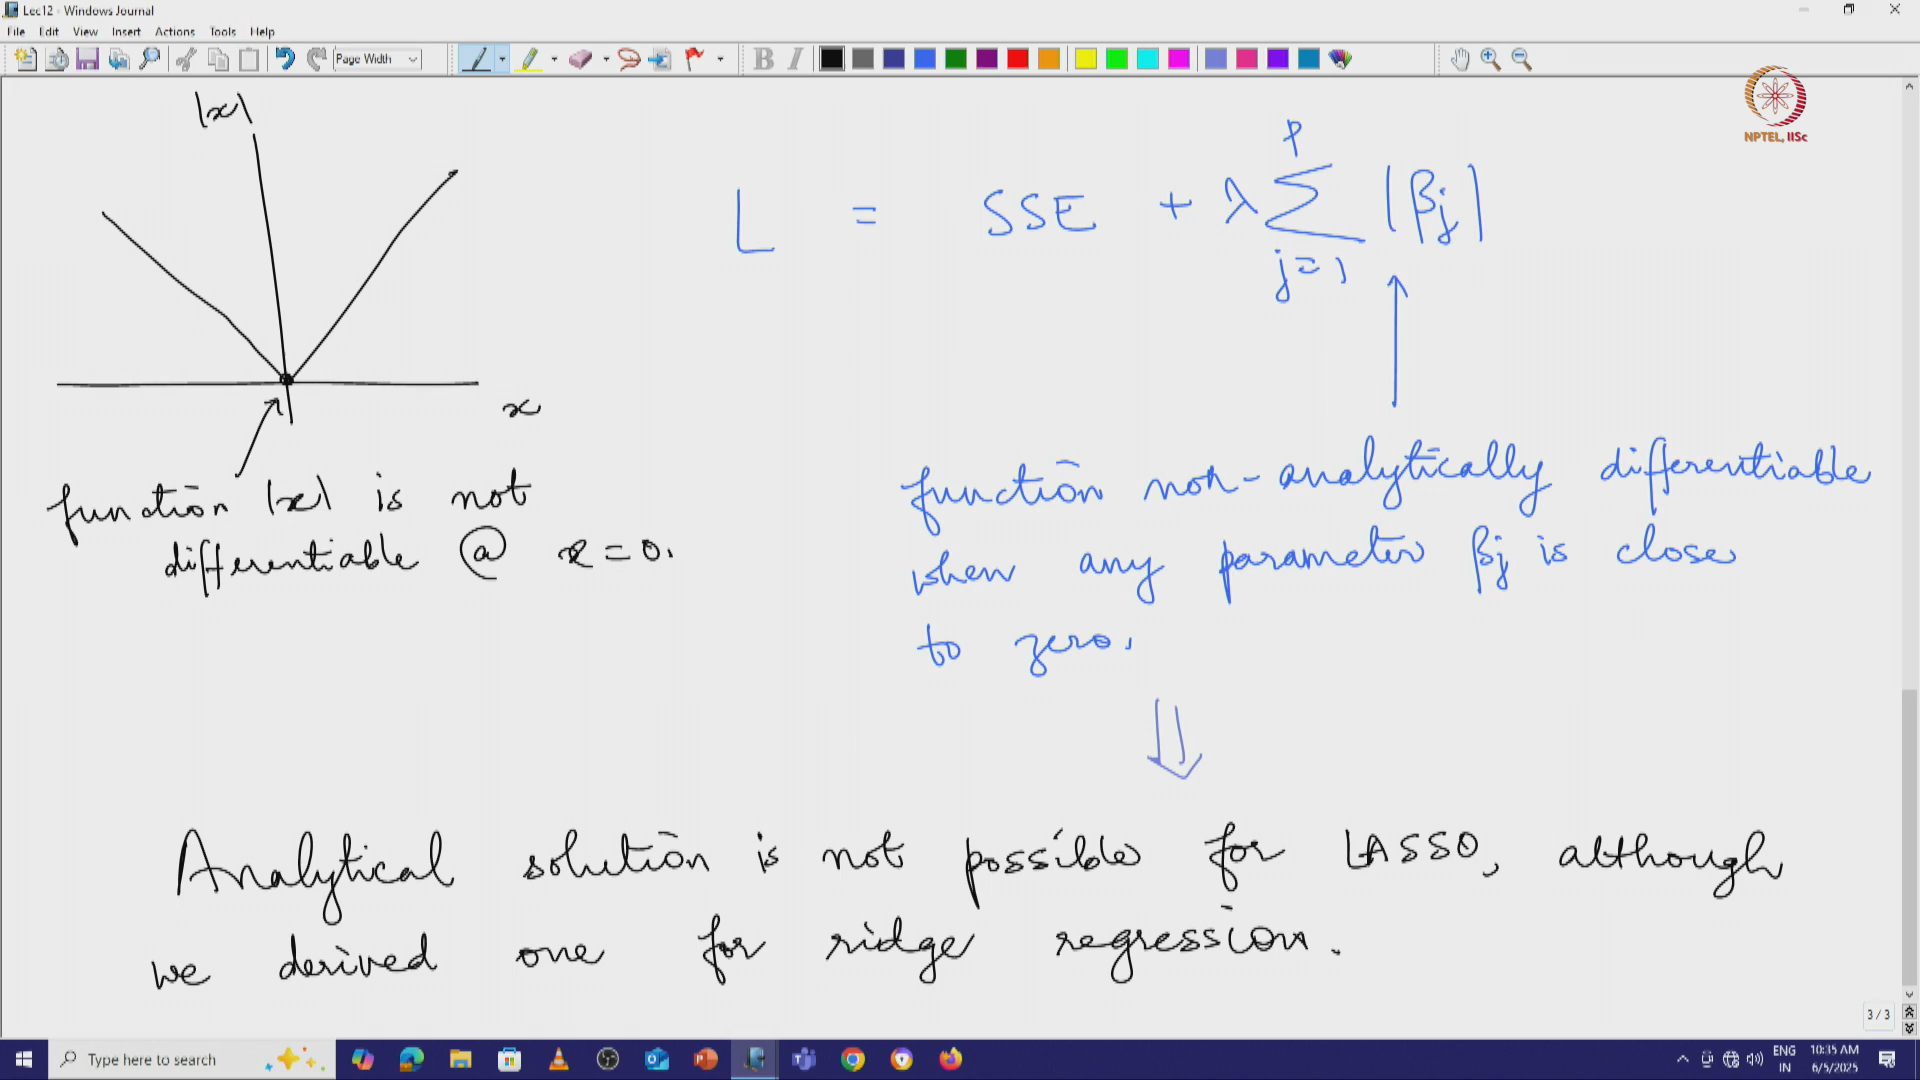 Lec12 - Windows Journal
File Edit View Insert Actions Tools Help
Page Width
B I
NPTEL, IISc
|x|
x
function |x| is not
differentiable @ x = 0.
L = SSE + λ Σ |βj|
p
j=1
function non-analytically differentiable
when any parameter βj is close
to zero.
Analytical solution is not possible for LASSO, although
we derived one for ridge regression.
3 / 3
Type here to search
ENG
IN
10:35 AM
6/5/2025